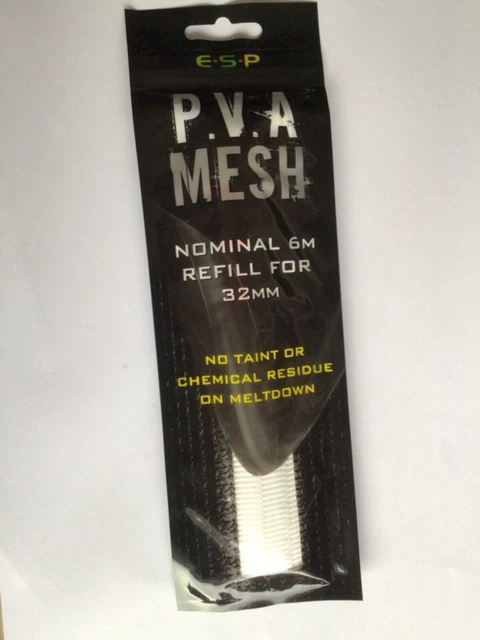 E·S·P
P.V.A
MESH
NOMINAL 6M
REFILL FOR
32MM
NO TAINT OR
CHEMICAL RESIDUE
ON MELTDOWN